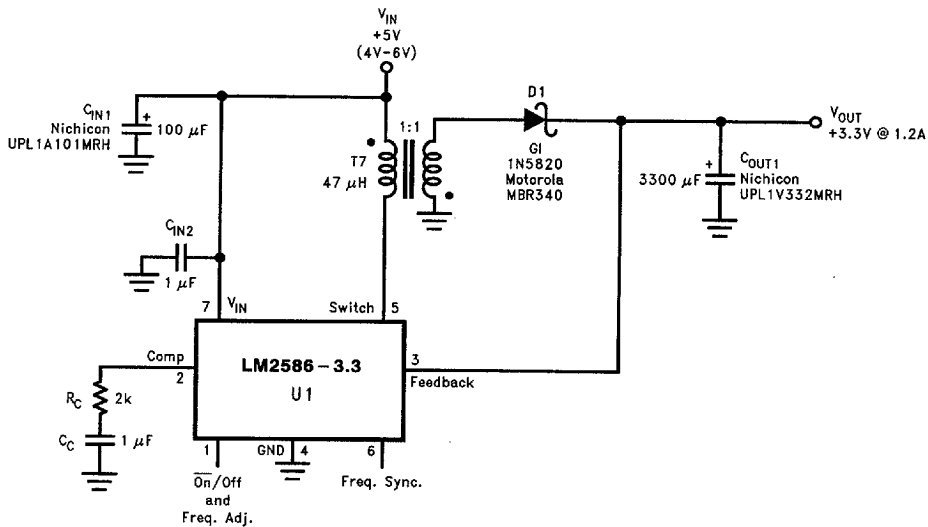 V_IN
+5V
(4V-6V)
C_IN1
Nichicon
UPL1A101MRH
+
100 μF
1:1
T7
47 μH
D1
GI
1N5820
Motorola
MBR340
V_OUT
+3.3V @ 1.2A
+
3300 μF
C_OUT1
Nichicon
UPL1V332MRH
C_IN2
1 μF
7
V_IN
Switch
5
Comp
2
LM2586-3.3
U1
3
Feedback
R_C
2k
C_C
1 μF
1
GND
4
6
O̅n̅/Off
and
Freq. Adj.
Freq. Sync.